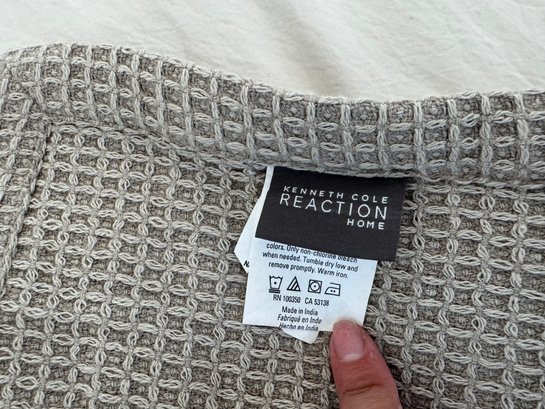 KENNETH COLE
REACTION
HOME
colors. Only non-chlorine bleach
when needed. Tumble dry low and
remove promptly. Warm iron.
RN 100350 CA 53138
Made in India
Fabriqué en Inde
Hecho en India